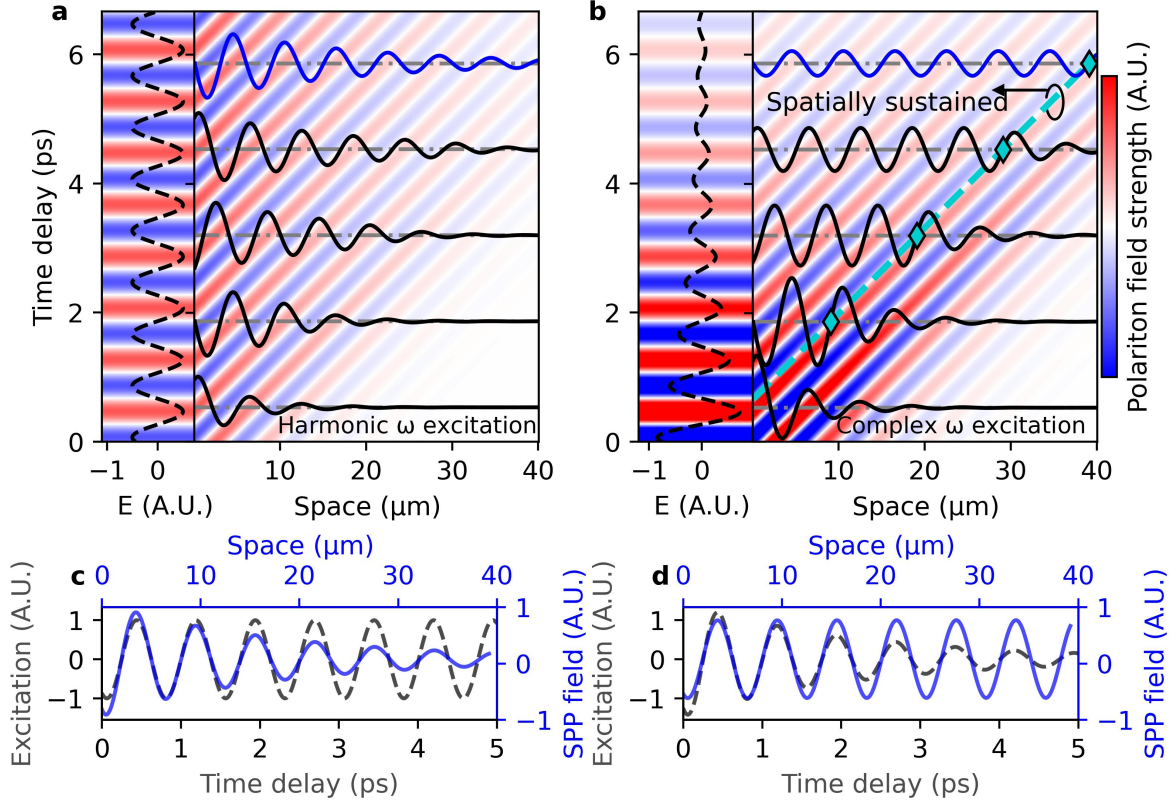 a
b
6
4
2
0
Time delay (ps)
Harmonic ω excitation
−1 0 10 20 30 40
E (A.U.) Space (μm)
6
4
2
0
Spatially sustained
Complex ω excitation
−1 0 10 20 30 40
E (A.U.) Space (μm)
Polariton field strength (A.U.)
c
Space (μm)
0 10 20 30 40
Excitation (A.U.)
1
0
−1
1
0
−1
SPP field (A.U.)
0 1 2 3 4 5
Time delay (ps)
d
Space (μm)
0 10 20 30 40
Excitation (A.U.)
1
0
−1
1
0
−1
SPP field (A.U.)
0 1 2 3 4 5
Time delay (ps)